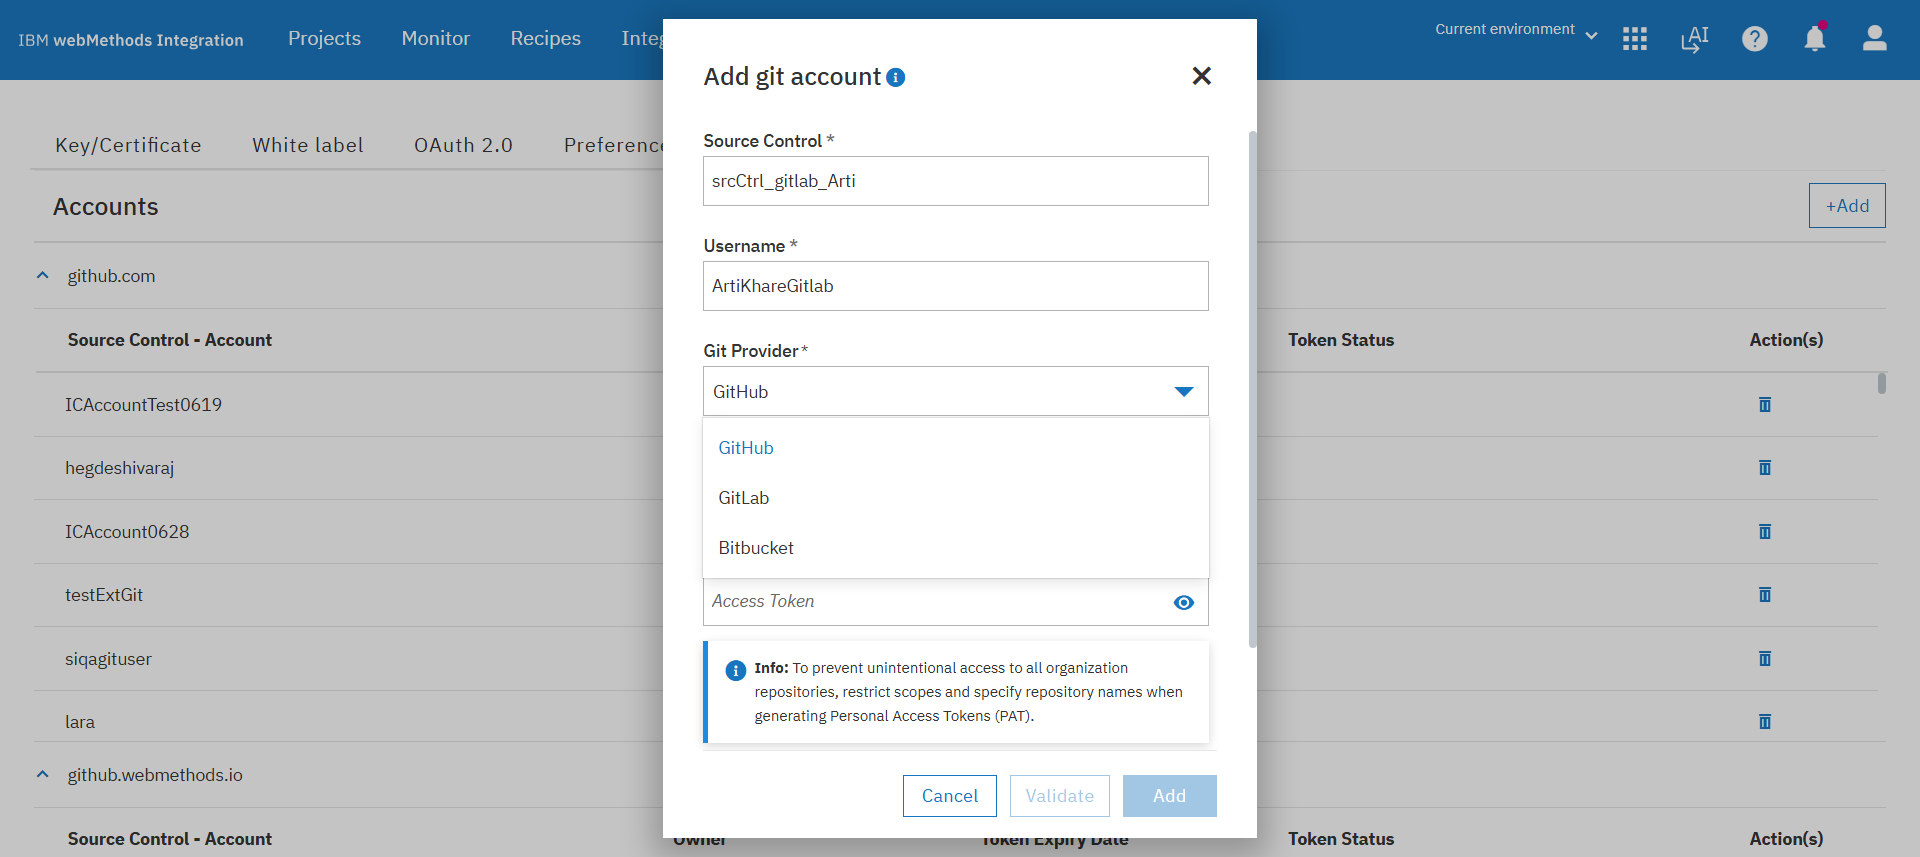 IBM webMethods Integration
Projects
Monitor
Recipes
Integ
Current environment
AI
Key/Certificate
White label
OAuth 2.0
Preference
Accounts
+Add
github.com
Source Control - Account
Token Status
Action(s)
ICAccountTest0619
hegdeshivaraj
ICAccount0628
testExtGit
siqagituser
lara
github.webmethods.io
Source Control - Account
Owner
Token Expiry Date
Token Status
Action(s)
Add git account
Source Control *
srcCtrl_gitlab_Arti
Username *
ArtiKhareGitlab
Git Provider *
GitHub
GitHub
GitLab
Bitbucket
Access Token
Info: To prevent unintentional access to all organization
repositories, restrict scopes and specify repository names when
generating Personal Access Tokens (PAT).
Cancel
Validate
Add